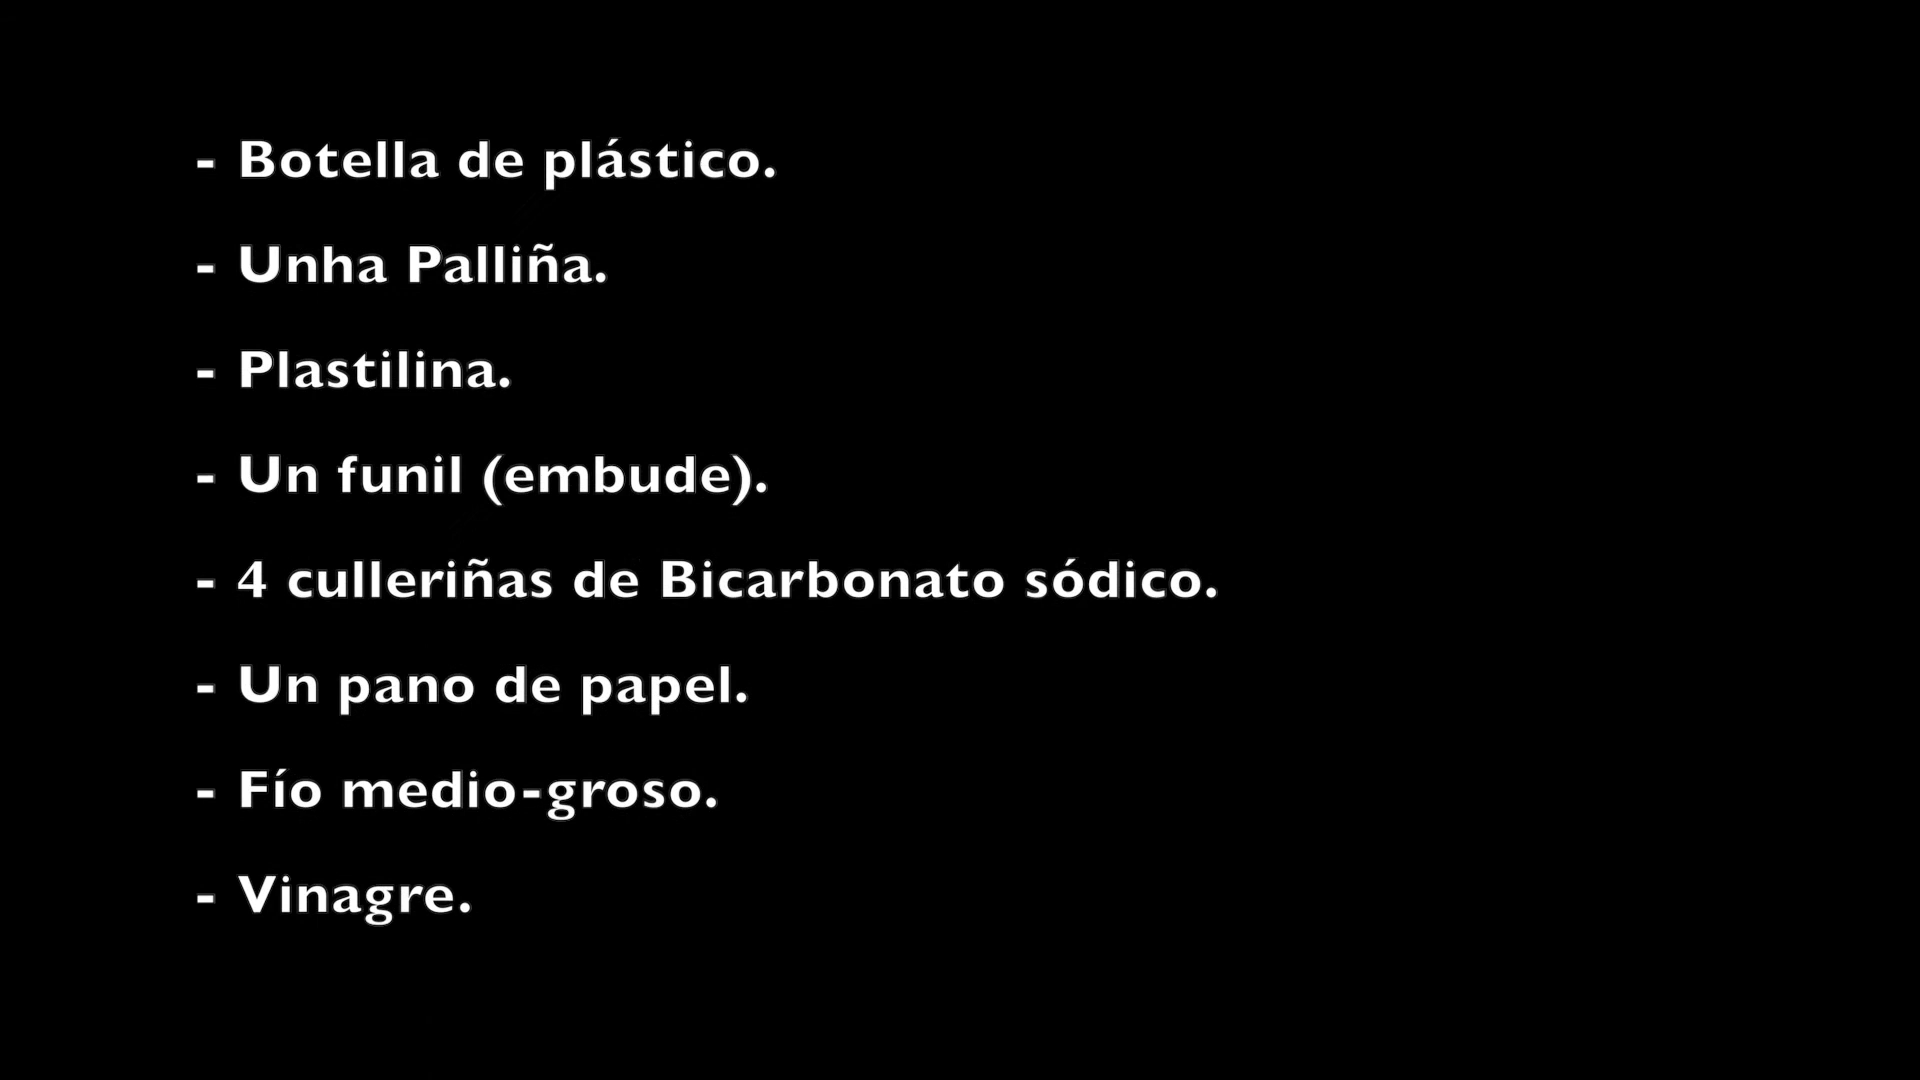 - Botella de plástico.
- Unha Palliña.
- Plastilina.
- Un funil (embude).
- 4 culleriñas de Bicarbonato sódico.
- Un pano de papel.
- Fío medio-groso.
- Vinagre.